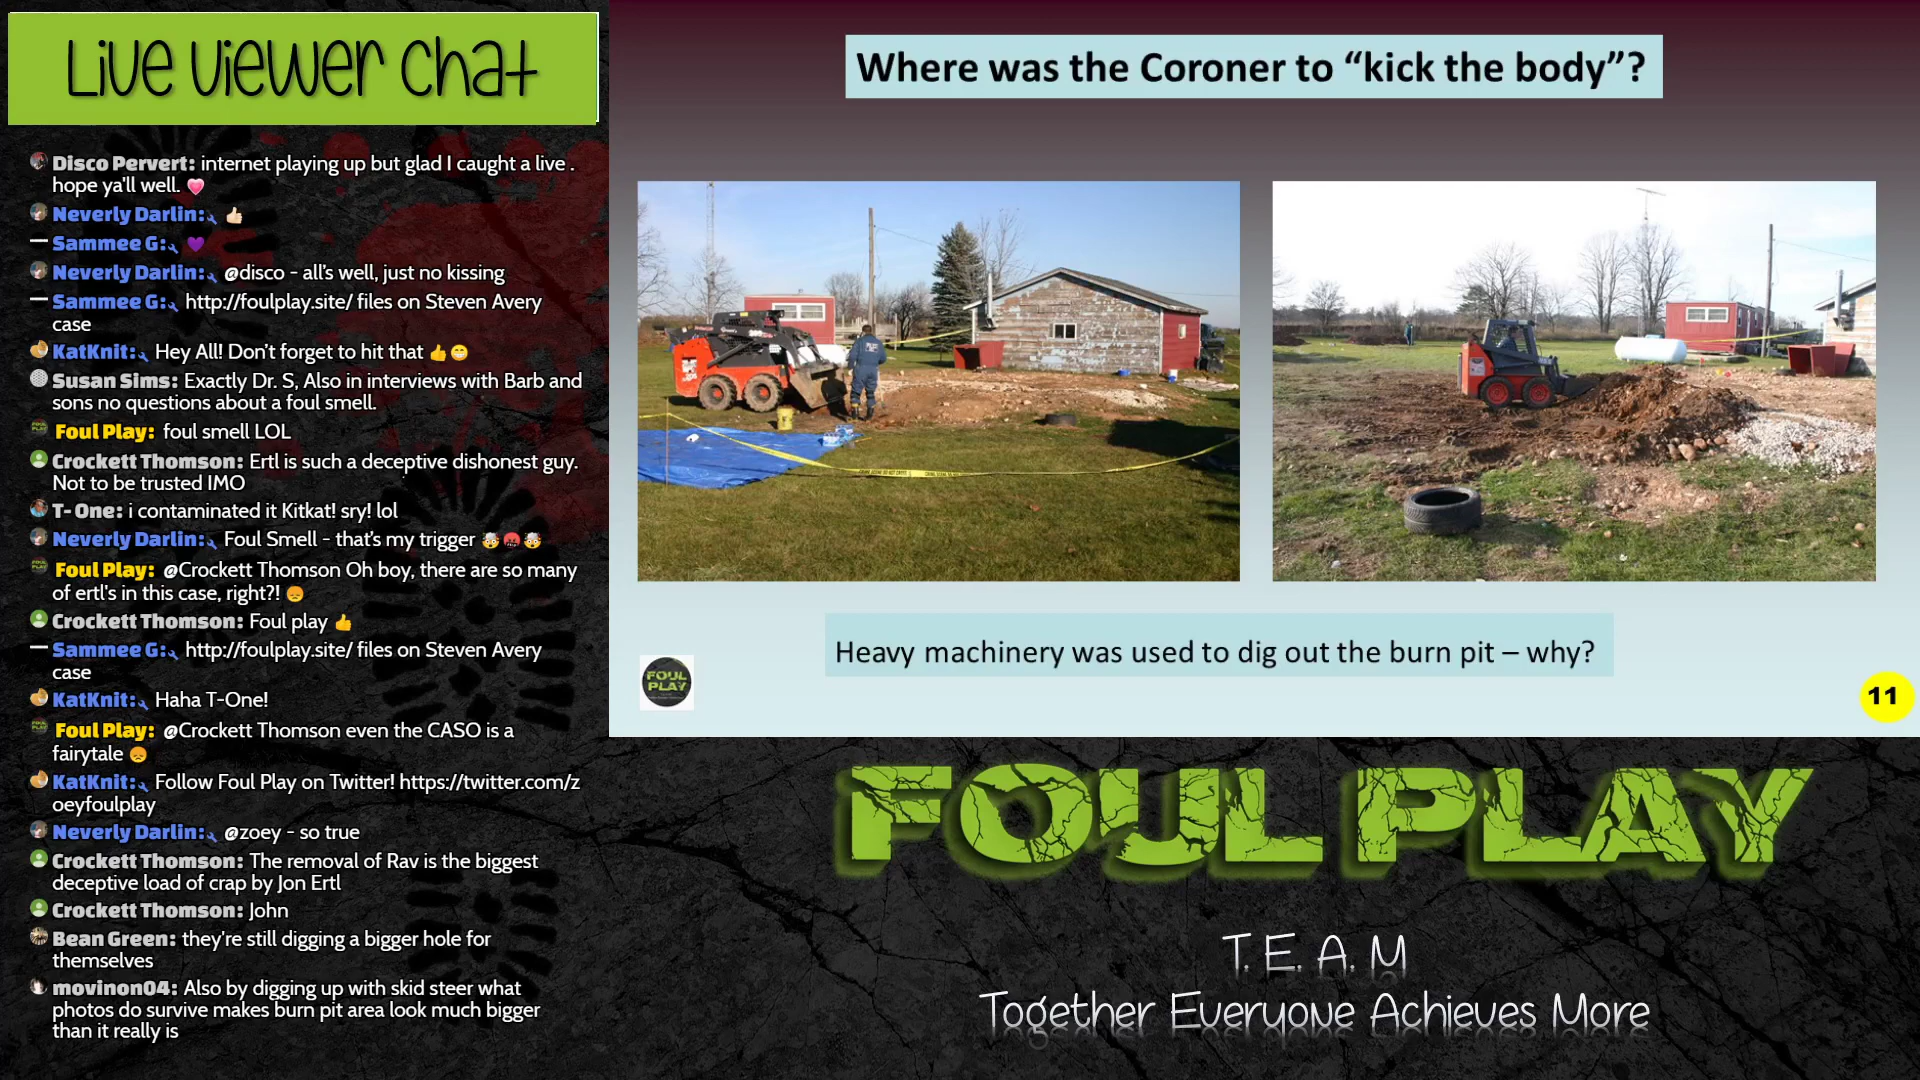 Live Viewer Chat
Disco Pervert: internet playing up but glad I caught a live .
hope ya'll well. 💗
Neverly Darlin: 👍🏻
Sammee G: 💜
Neverly Darlin: @disco - all's well, just no kissing
Sammee G: http://foulplay.site/ files on Steven Avery
case
KatKnit: Hey All! Don't forget to hit that 👍😁
Susan Sims: Exactly Dr. S, Also in interviews with Barb and
sons no questions about a foul smell.
Foul Play: foul smell LOL
Crockett Thomson: Ertl is such a deceptive dishonest guy.
Not to be trusted IMO
T-One: i contaminated it Kitkat! sry! lol
Neverly Darlin: Foul Smell - that's my trigger 🤯🤬🤯
Foul Play: @Crockett Thomson Oh boy, there are so many
of ertl's in this case, right?! 😞
Crockett Thomson: Foul play 👍
Sammee G: http://foulplay.site/ files on Steven Avery
case
KatKnit: Haha T-One!
Foul Play: @Crockett Thomson even the CASO is a
fairytale 😞
KatKnit: Follow Foul Play on Twitter! https://twitter.com/z
oeyfoulplay
Neverly Darlin: @zoey - so true
Crockett Thomson: The removal of Rav is the biggest
deceptive load of crap by Jon Ertl
Crockett Thomson: John
Bean Green: they're still digging a bigger hole for
themselves
movinon04: Also by digging up with skid steer what
photos do survive makes burn pit area look much bigger
than it really is
Where was the Coroner to “kick the body”?
Heavy machinery was used to dig out the burn pit – why?
FOUL
PLAY
11
FOUL PLAY
T. E. A. M
Together Everyone Achieves More